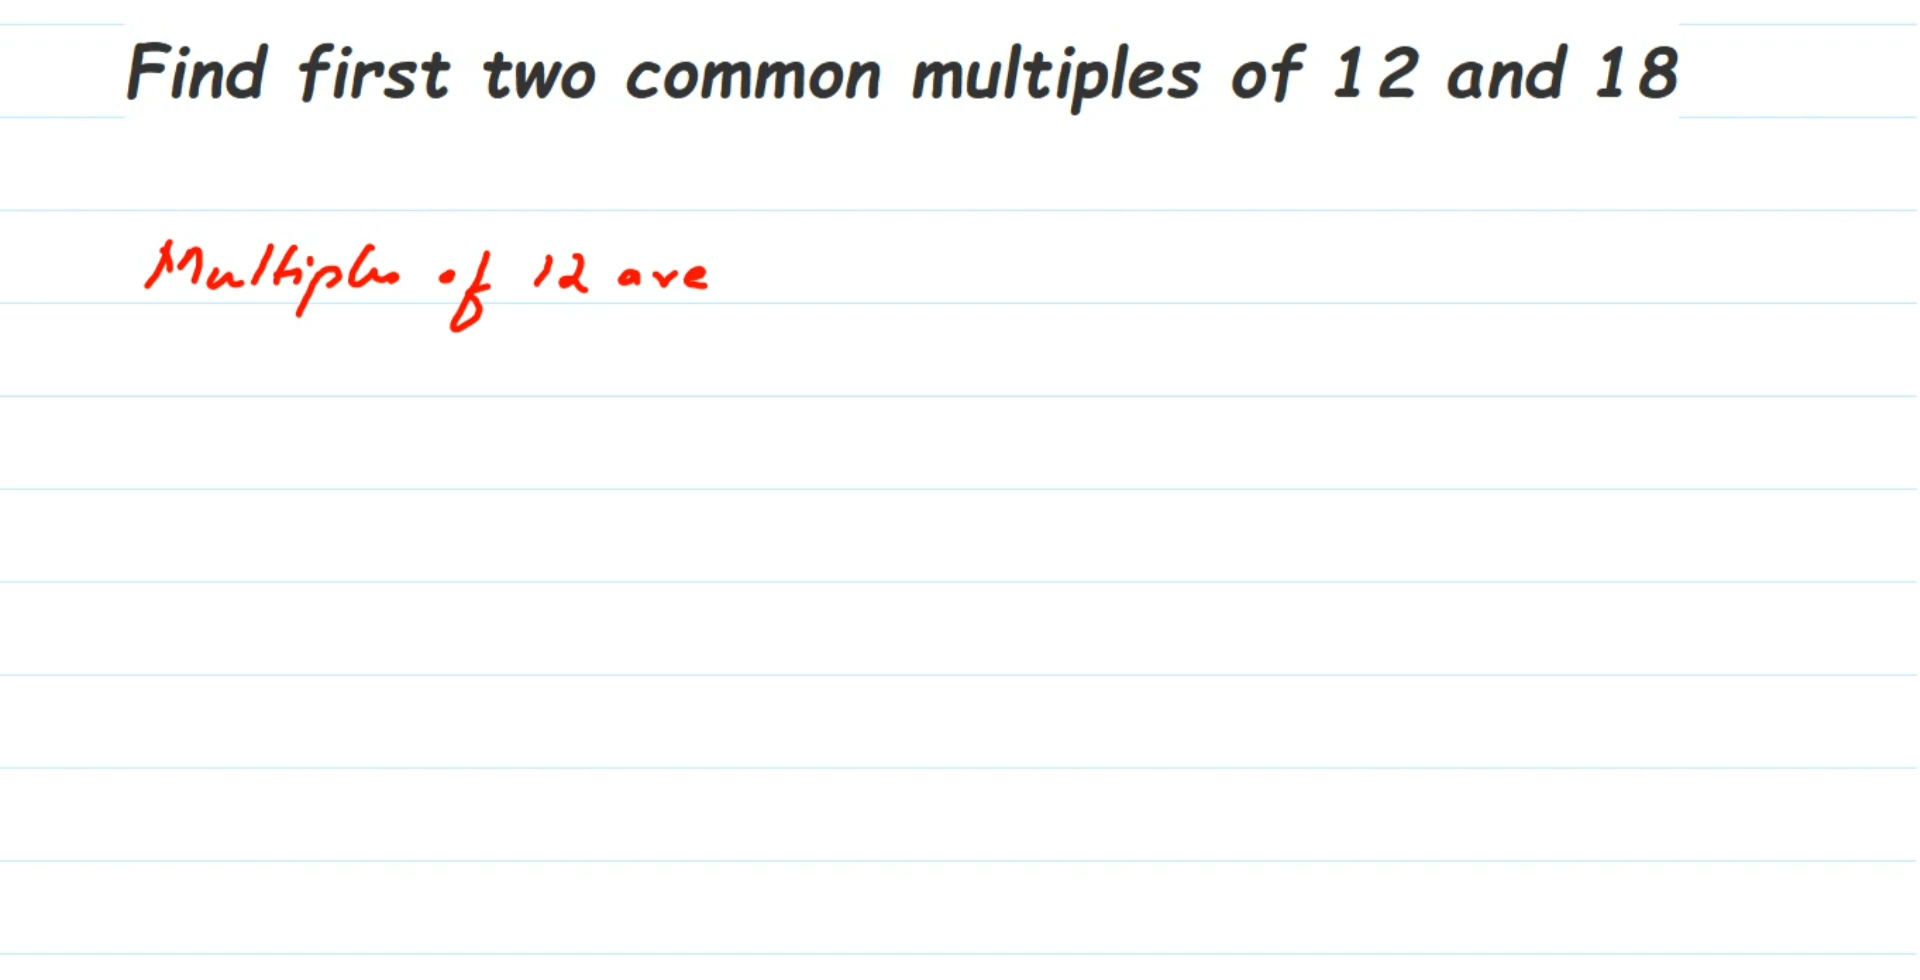 Find first two common multiples of 12 and 18
Multiples of 12 are